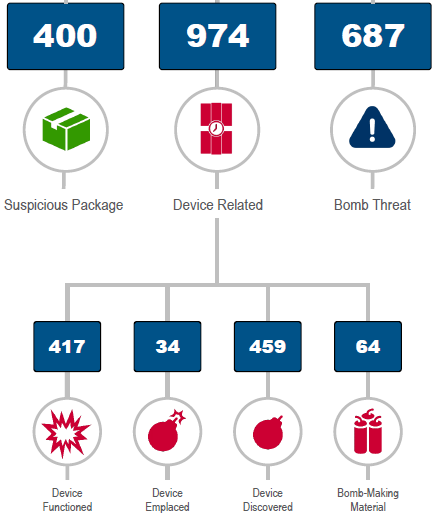 400 974 687
Suspicious Package Device Related Bomb Threat
417 34 459 64
Device Device Device Bomb-Making
Functioned Emplaced Discovered Material